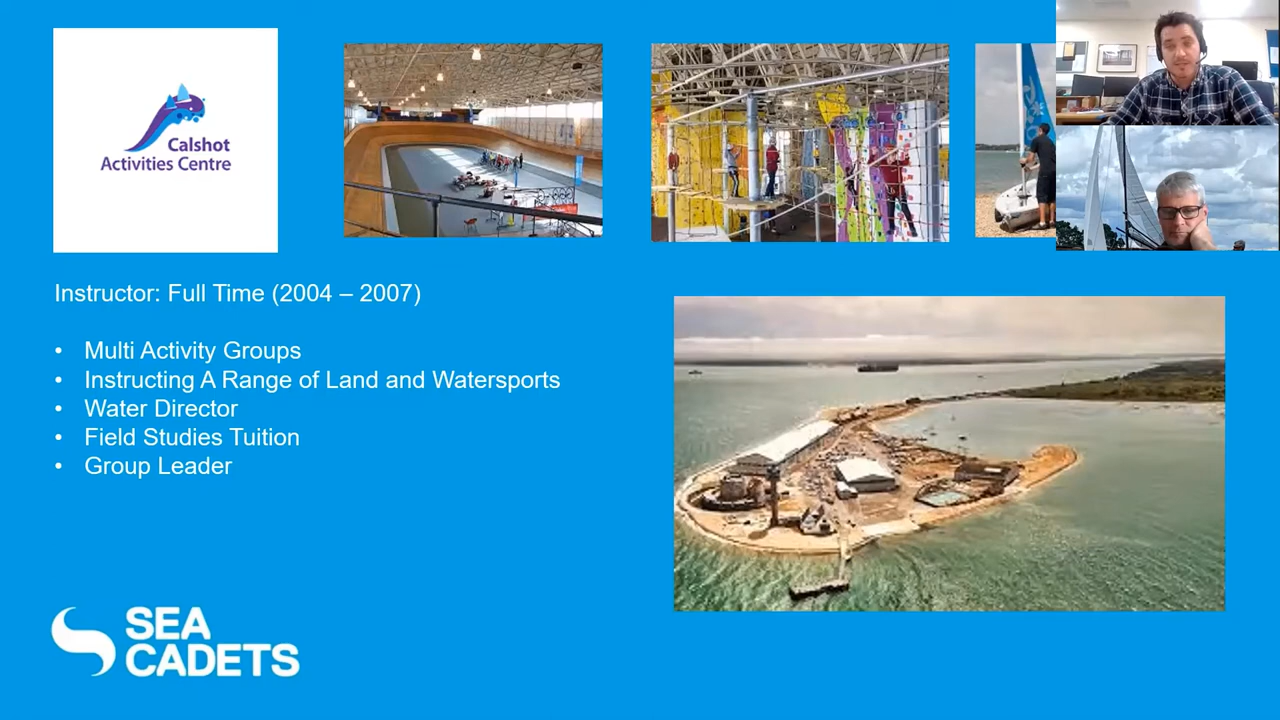 Calshot
Activities Centre
Instructor: Full Time (2004 – 2007)
• Multi Activity Groups
• Instructing A Range of Land and Watersports
• Water Director
• Field Studies Tuition
• Group Leader
SEA
CADETS